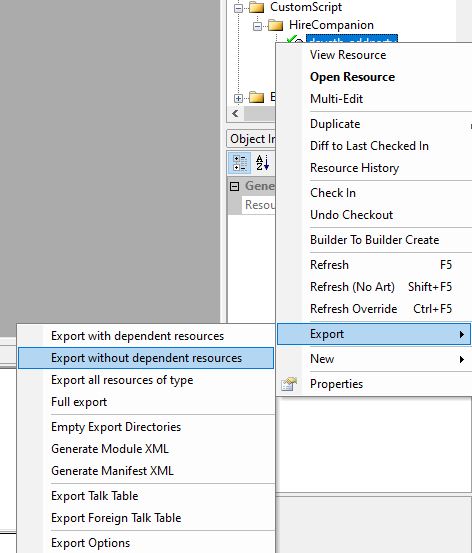 CustomScript
HireCompanion
View Resource
Open Resource
Multi-Edit
Duplicate
Diff to Last Checked In
Object In
Resource History
Gene
Check In
Resou
Undo Checkout
Builder To Builder Create
Refresh F5
Refresh (No Art) Shift+F5
Refresh Override Ctrl+F5
Export
New
Properties
Export with dependent resources
Export without dependent resources
Export all resources of type
Full export
Empty Export Directories
Generate Module XML
Generate Manifest XML
Export Talk Table
Export Foreign Talk Table
Export Options